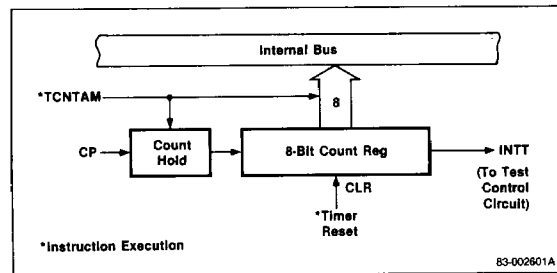 Internal Bus
*TCNTAM
8
CP
Count
Hold
8-Bit Count Reg
INTT
(To Test
Control
Circuit)
CLR
*Timer
Reset
*Instruction Execution
83-002601A